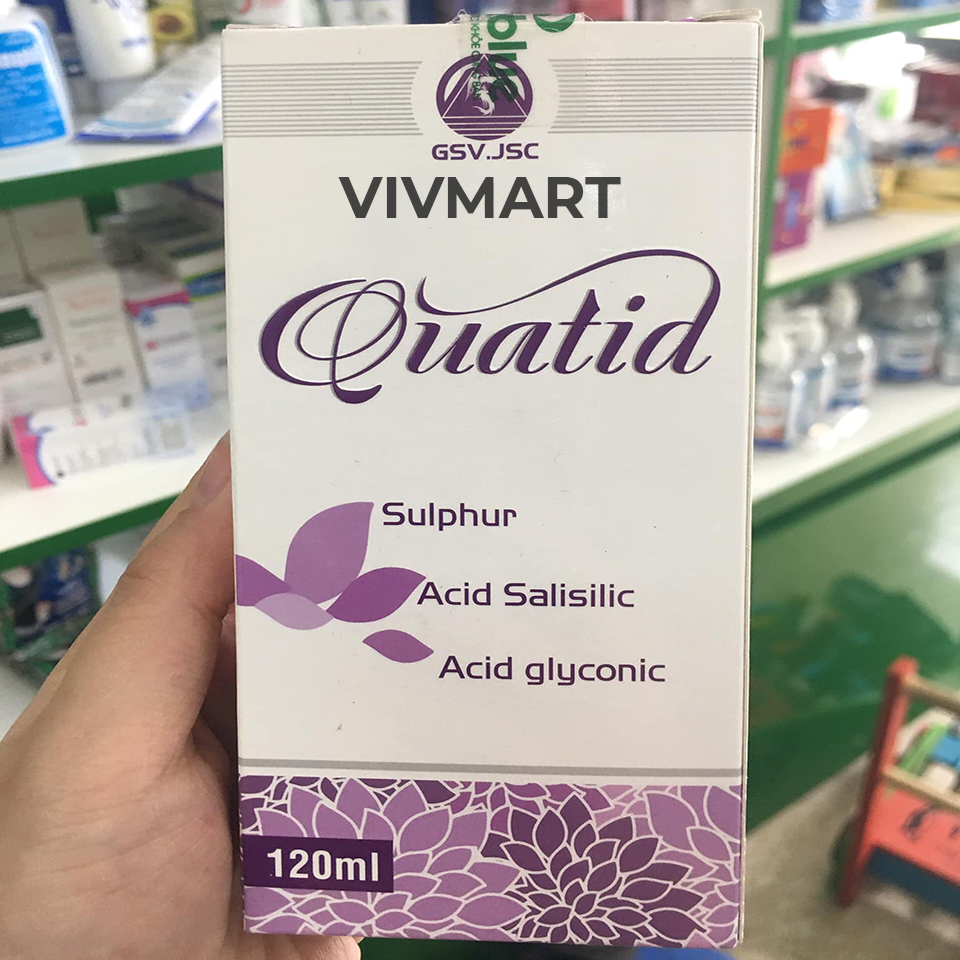 GSV.JSC
VIVMART
Quatid
Sulphur
Acid Salisilic
Acid glyconic
120ml